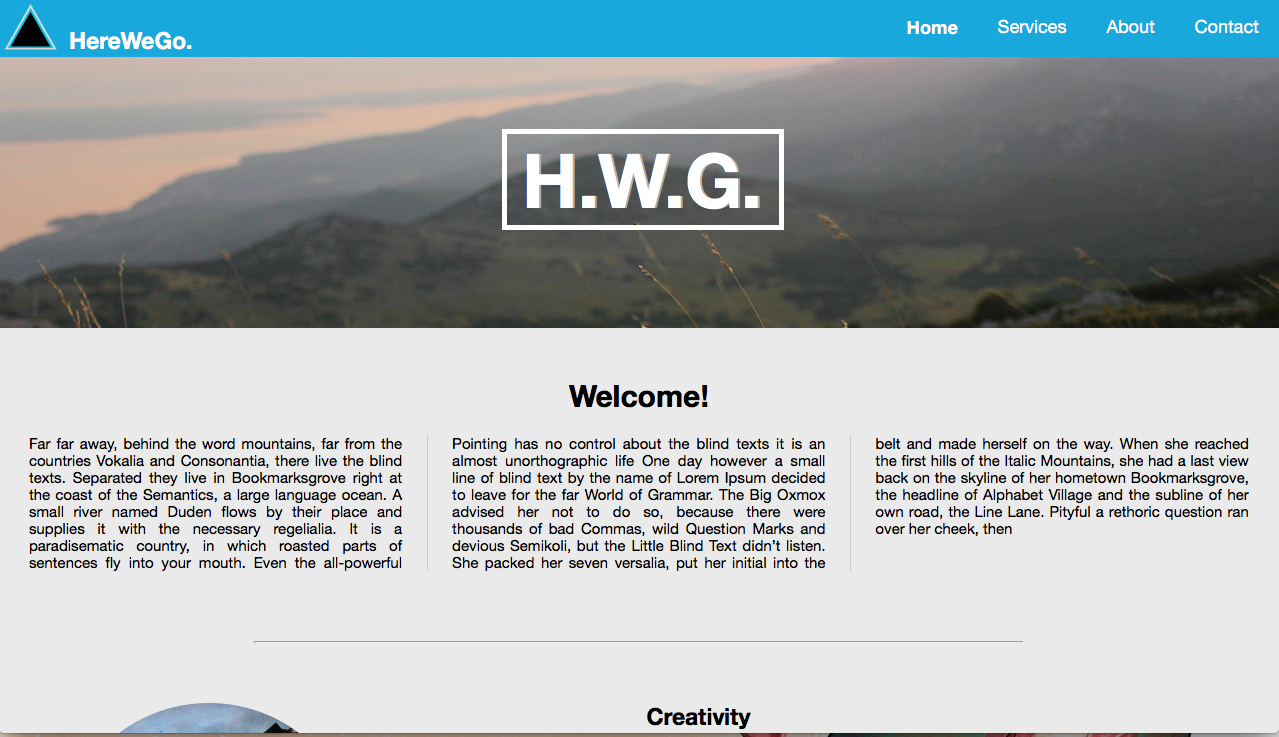 HereWeGo.
Home Services About Contact
H.W.G.
Welcome!
Far far away, behind the word mountains, far from the
countries Vokalia and Consonantia, there live the blind
texts. Separated they live in Bookmarksgrove right at
the coast of the Semantics, a large language ocean. A
small river named Duden flows by their place and
supplies it with the necessary regelialia. It is a
paradisematic country, in which roasted parts of
sentences fly into your mouth. Even the all-powerful
Pointing has no control about the blind texts it is an
almost unorthographic life One day however a small
line of blind text by the name of Lorem Ipsum decided
to leave for the far World of Grammar. The Big Oxmox
advised her not to do so, because there were
thousands of bad Commas, wild Question Marks and
devious Semikoli, but the Little Blind Text didn’t listen.
She packed her seven versalia, put her initial into the
belt and made herself on the way. When she reached
the first hills of the Italic Mountains, she had a last view
back on the skyline of her hometown Bookmarksgrove,
the headline of Alphabet Village and the subline of her
own road, the Line Lane. Pityful a rethoric question ran
over her cheek, then
Creativity